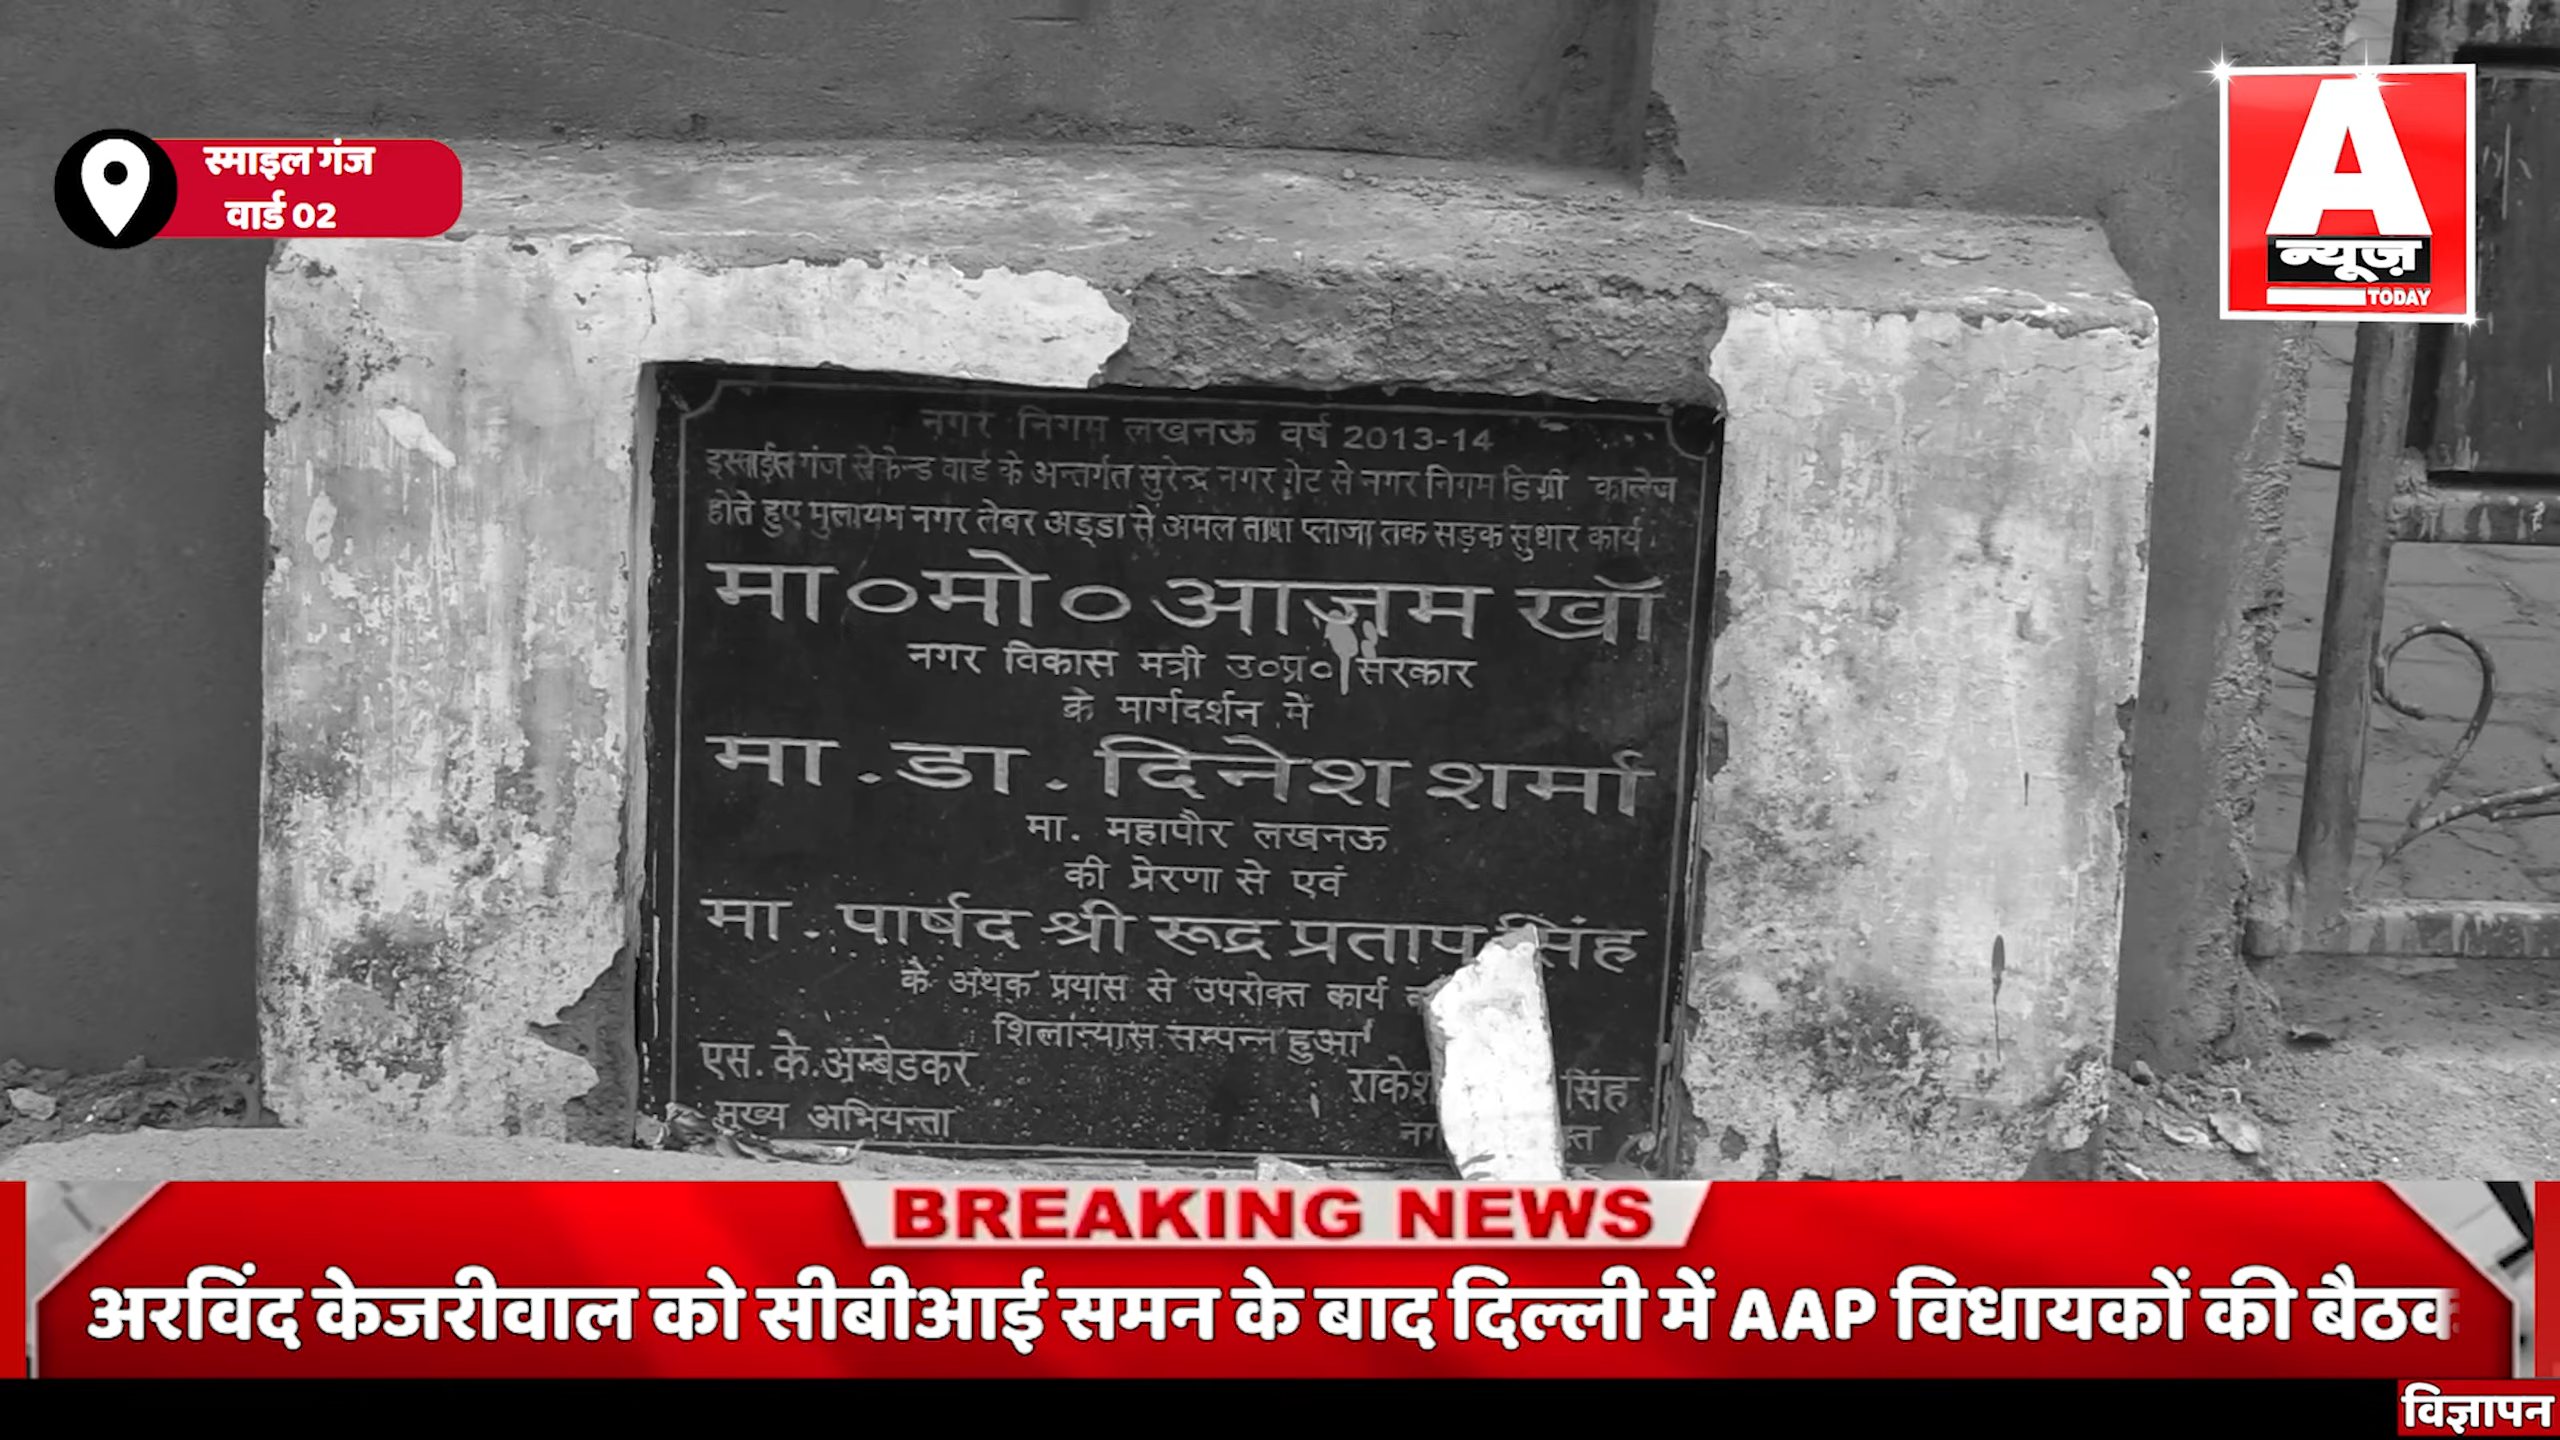 स्माइल गंज
वार्ड 02
A
न्यूज़
TODAY
नगर निगम लखनऊ वर्ष 2013-14
इस्माईल गंज सेकेन्ड वार्ड के अन्तर्गत सुरेन्द्र नगर गेट से नगर निगम डिग्री कालेज
होते हुए मुलायम नगर लेबर अड्डा से अमल तास प्लाजा तक सड़क सुधार कार्य
मा०मो०आज़म खॉ
नगर विकास मंत्री उ०प्र० सरकार
के मार्गदर्शन में
मा.डा.दिनेश शर्मा
मा. महापौर लखनऊ
की प्रेरणा से एवं
मा.पार्षद श्री रूद्र प्रताप सिंह
के अथक प्रयास से उपरोक्त कार्य
शिलान्यास सम्पन्न हुआ
एस.के.अम्बेडकर राकेश सिंह
मुख्य अभियन्ता
BREAKING NEWS
अरविंद केजरीवाल को सीबीआई समन के बाद दिल्ली में AAP विधायकों की बैठक
विज्ञापन